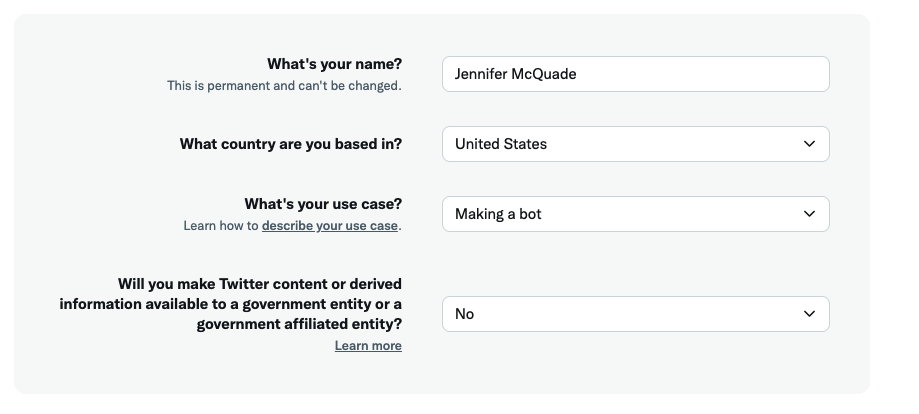 What's your name?
Jennifer McQuade
This is permanent and can't be changed.
What country are you based in?
United States
What's your use case?
Making a bot
Learn how to describe your use case.
Will you make Twitter content or derived
information available to a government entity or a
government affiliated entity?
No
Learn more